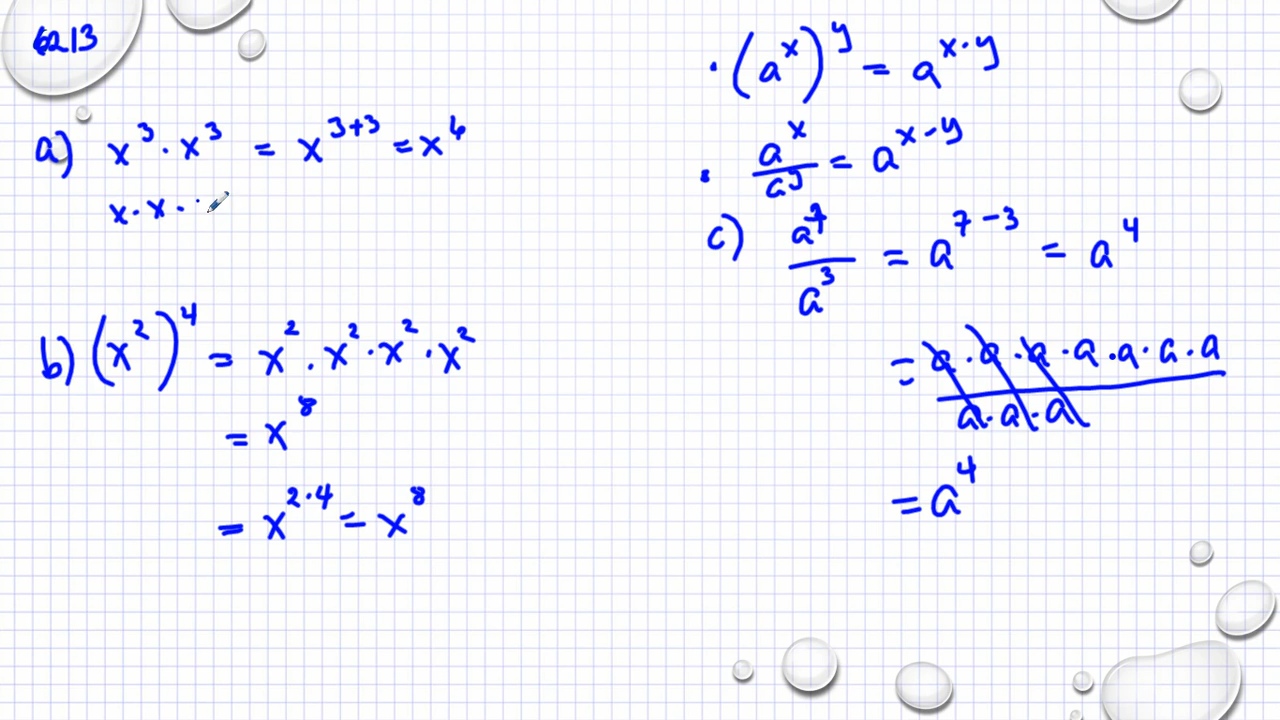 6213
a) x³ · x³ = x³⁺³ = x⁶
x · x ·
b) (x²)⁴ = x² · x² · x² · x²
= x⁸
= x²·⁴ = x⁸
· (aˣ)ʸ = aˣ·ʸ
· aˣ/aʸ = aˣ⁻ʸ
c) a⁷/a³ = a⁷⁻³ = a⁴
= a · a · a · a · a · a · a / a · a · a
= a⁴